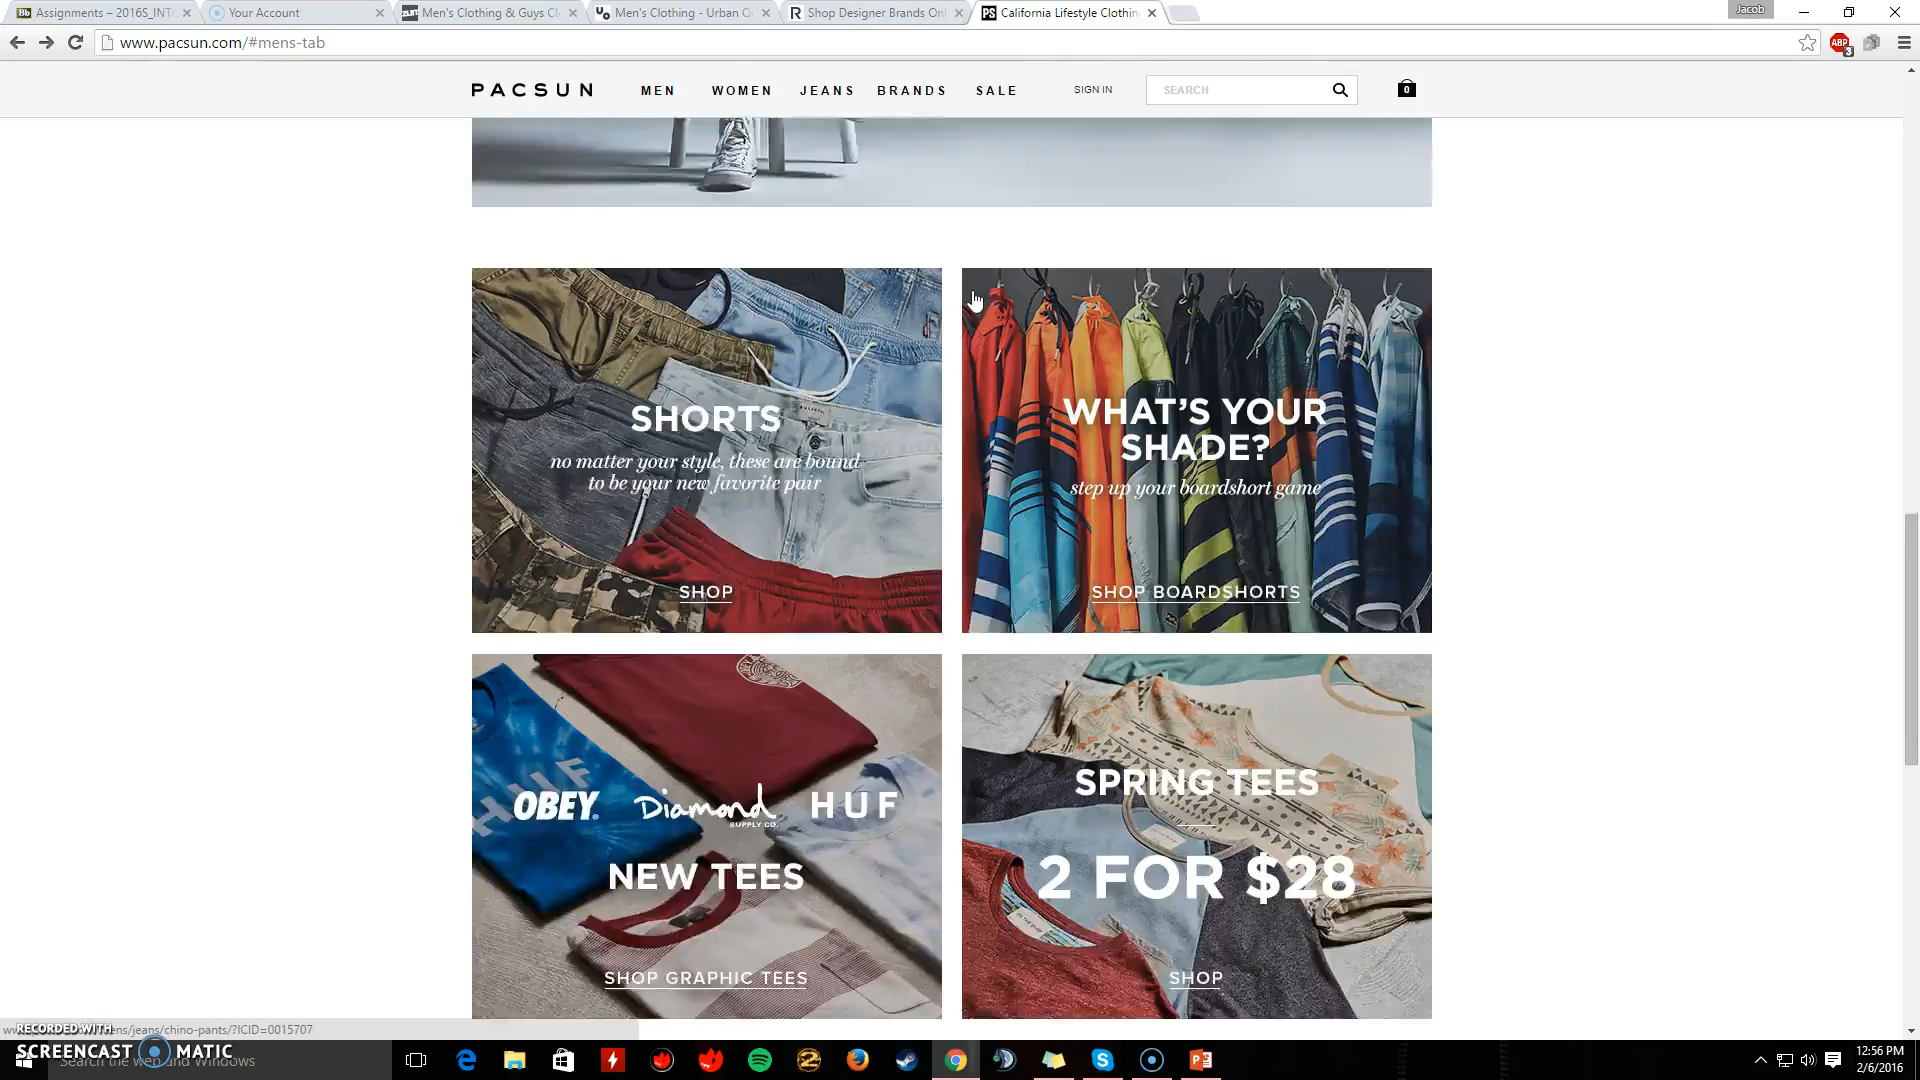 Assignments – 2016S_INT
Your Account
Men's Clothing & Guys Cl
Men's Clothing - Urban O
Shop Designer Brands Onl
California Lifestyle Clothin
Jacob
www.pacsun.com/#mens-tab
ABP
3
PACSUN
MEN
WOMEN
JEANS
BRANDS
SALE
SIGN IN
SEARCH
0
SHORTS
no matter your style, these are bound
to be your new favorite pair
SHOP
WHAT'S YOUR
SHADE?
step up your boardshort game
SHOP BOARDSHORTS
OBEY
Diamond
SUPPLY CO.
HUF
NEW TEES
SHOP GRAPHIC TEES
SPRING TEES
2 FOR $28
SHOP
ens/jeans/chino-pants/?ICID=0015707
RECORDED WITH
SCREENCAST MATIC
Search the web and Windows
12:56 PM
2/6/2016